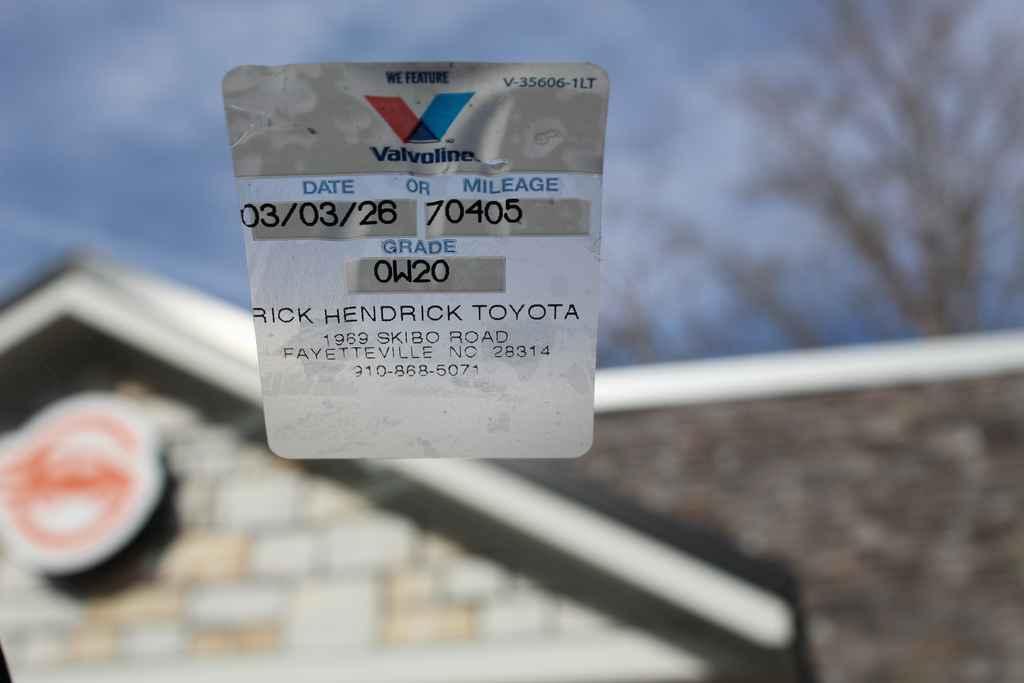 WE FEATURE
V-35606-1LT
Valvoline
DATE OR MILEAGE
03/03/26 70405
GRADE
0W20
RICK HENDRICK TOYOTA
1969 SKIBO ROAD
FAYETTEVILLE NC 28314
910-868-5071